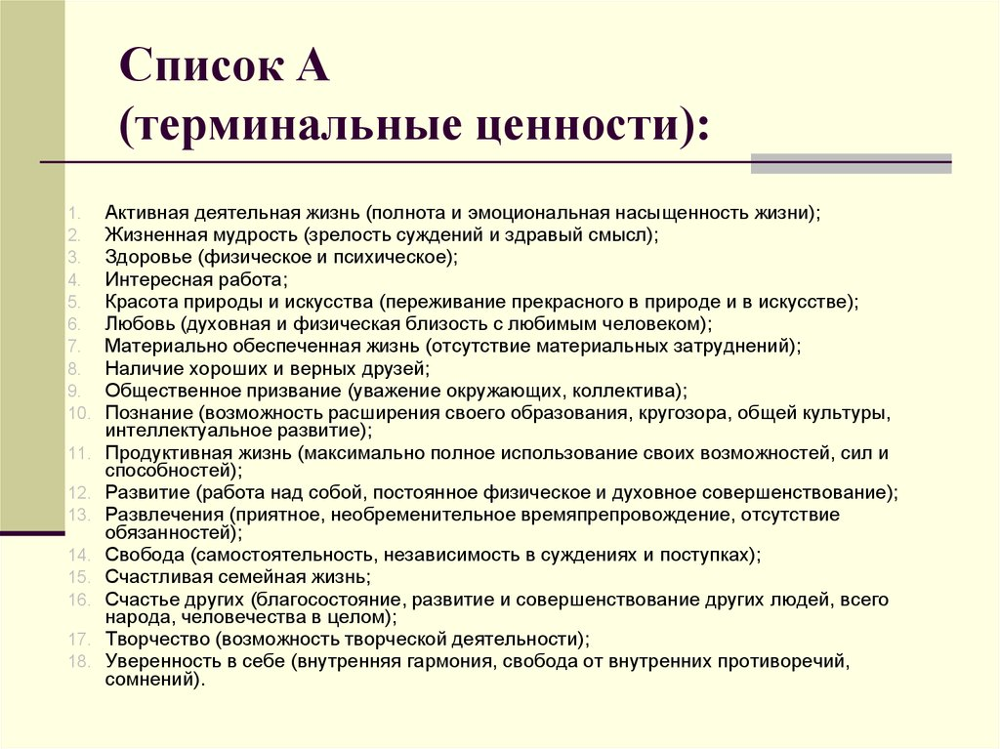 Список А
(терминальные ценности):
1. Активная деятельная жизнь (полнота и эмоциональная насыщенность жизни);
2. Жизненная мудрость (зрелость суждений и здравый смысл);
3. Здоровье (физическое и психическое);
4. Интересная работа;
5. Красота природы и искусства (переживание прекрасного в природе и в искусстве);
6. Любовь (духовная и физическая близость с любимым человеком);
7. Материально обеспеченная жизнь (отсутствие материальных затруднений);
8. Наличие хороших и верных друзей;
9. Общественное призвание (уважение окружающих, коллектива);
10. Познание (возможность расширения своего образования, кругозора, общей культуры,
интеллектуальное развитие);
11. Продуктивная жизнь (максимально полное использование своих возможностей, сил и
способностей);
12. Развитие (работа над собой, постоянное физическое и духовное совершенствование);
13. Развлечения (приятное, необременительное времяпрепровождение, отсутствие
обязанностей);
14. Свобода (самостоятельность, независимость в суждениях и поступках);
15. Счастливая семейная жизнь;
16. Счастье других (благосостояние, развитие и совершенствование других людей, всего
народа, человечества в целом);
17. Творчество (возможность творческой деятельности);
18. Уверенность в себе (внутренняя гармония, свобода от внутренних противоречий,
сомнений).